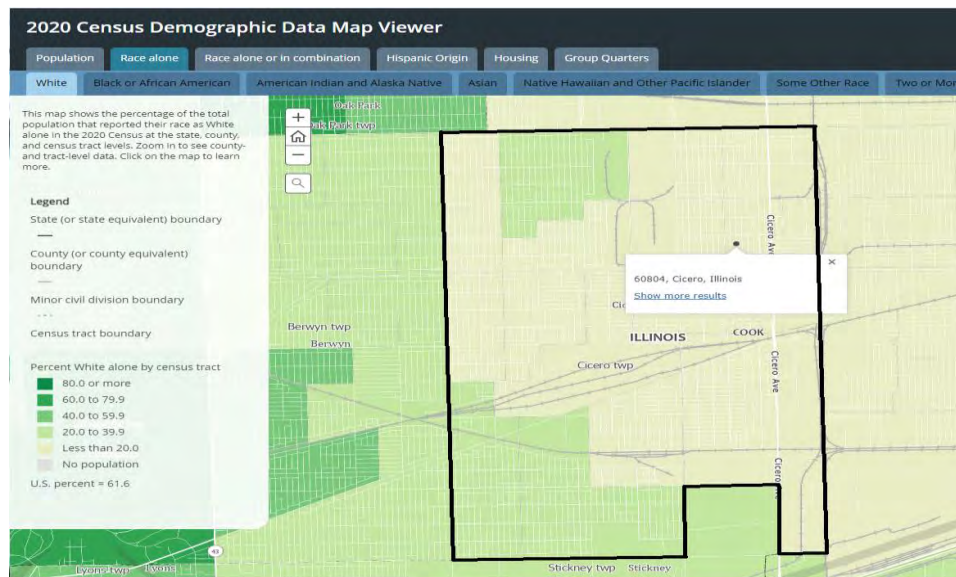 2020 Census Demographic Data Map Viewer
Population Race alone Race alone or in combination Hispanic Origin Housing Group Quarters
White Black or African American American Indian and Alaska Native Asian Native Hawaiian and Other Pacific Islander Some Other Race Two or Mor
This map shows the percentage of the total
population that reported their race as White
alone in the 2020 Census at the state, county,
and census tract levels. Zoom in to see county-
and tract-level data. Click on the map to learn
more.
Legend
State (or state equivalent) boundary
County (or county equivalent)
boundary
Minor civil division boundary
Census tract boundary
Percent White alone by census tract
80.0 or more
60.0 to 79.9
40.0 to 59.9
20.0 to 39.9
Less than 20.0
No population
U.S. percent = 61.6
Oak Park
Oak Park twp
Cicero Ave
60804, Cicero, Illinois
Show more results
Cic
Berwyn twp
Berwyn
ILLINOIS
COOK
Cicero twp
Cicero Ave
Cicero Ave
43
Lyons twp Lyons
Stickney twp Stickney